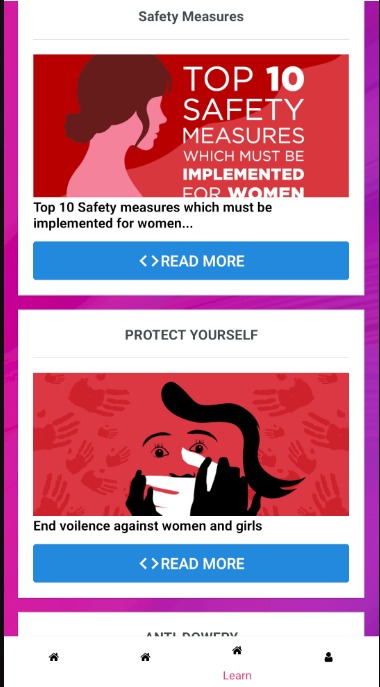 Safety Measures
TOP 10
SAFETY
MEASURES
WHICH MUST BE
IMPLEMENTED
FOR WOMEN
Top 10 Safety measures which must be
implemented for women...
READ MORE
PROTECT YOURSELF
End voilence against women and girls
READ MORE
ANTI-DOWERY
Learn